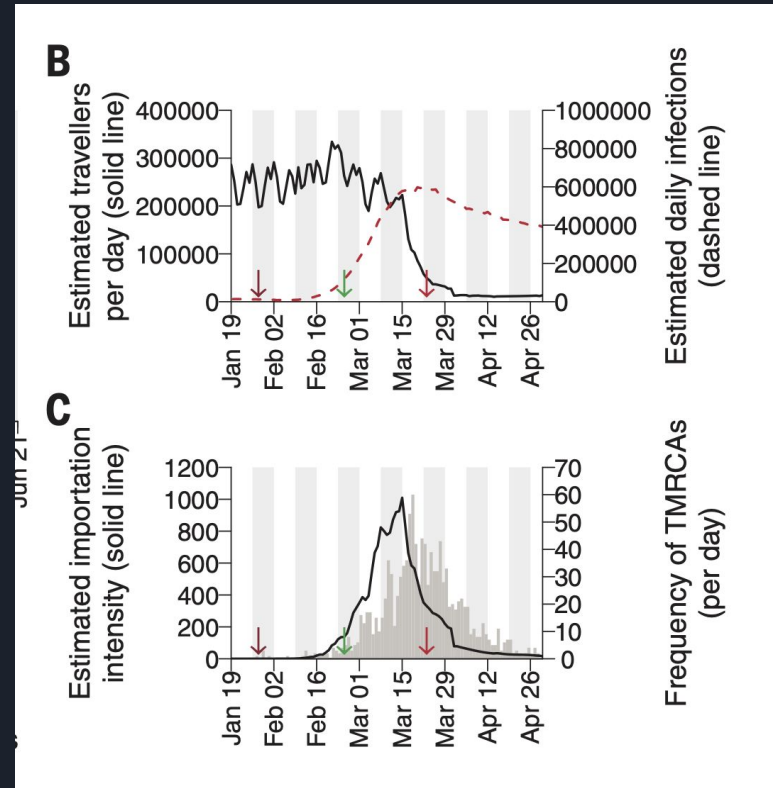 B
Estimated travellers
per day (solid line)
400000
300000
200000
100000
0
1000000
800000
600000
400000
200000
0
Estimated daily infections
(dashed line)
Jan 19
Feb 02
Feb 16
Mar 01
Mar 15
Mar 29
Apr 12
Apr 26
C
Estimated importation
intensity (solid line)
1200
1000
800
600
400
200
0
70
60
50
40
30
20
10
0
Frequency of TMRCAs
(per day)
Jan 19
Feb 02
Feb 16
Mar 01
Mar 15
Mar 29
Apr 12
Apr 26
Jun 21